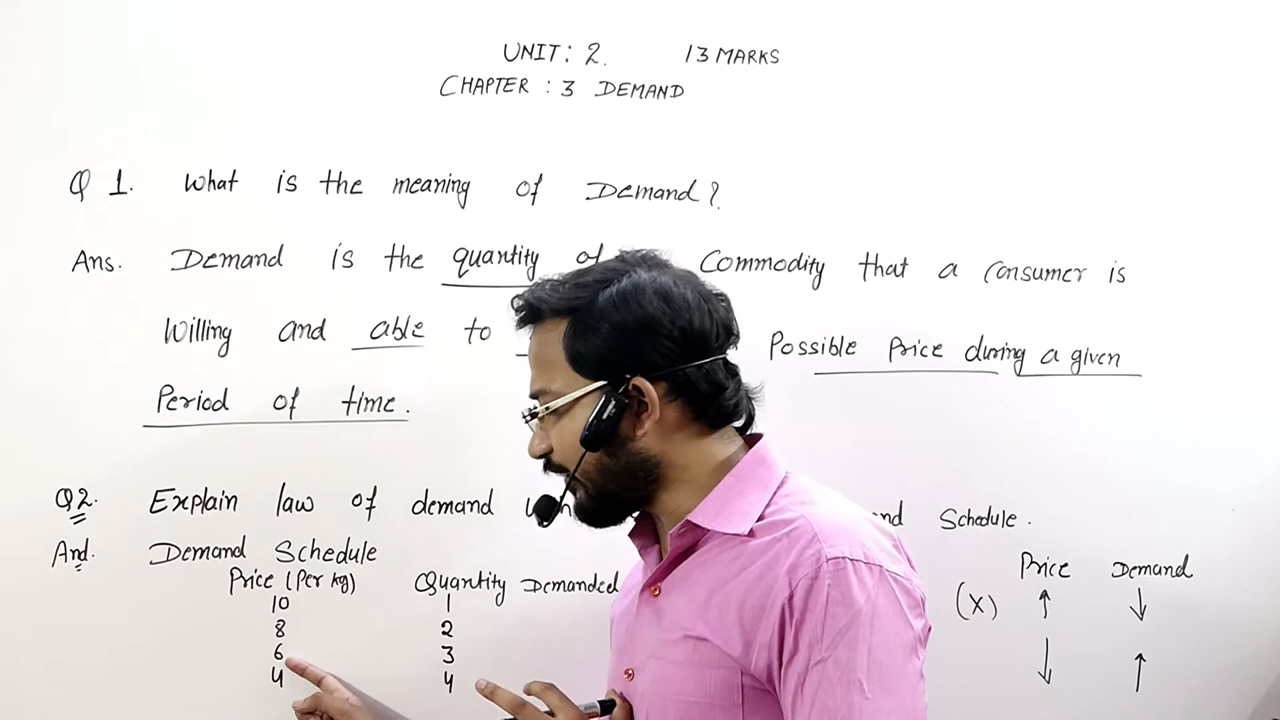 UNIT: 2. 13 MARKS
CHAPTER : 3 DEMAND
Q 1. What is the meaning of Demand?
Ans. Demand is the quantity of Commodity that a Consumer is
Willing and able to Possible Price during a given
Period of time.
Q2. Explain law of demand Schedule.
And. Demand Schedule
Price (Per kg) Quantity Demanded
10 1
8 2
6 3
4 4
Price Demand
(X) ↑ ↓
↓ ↑